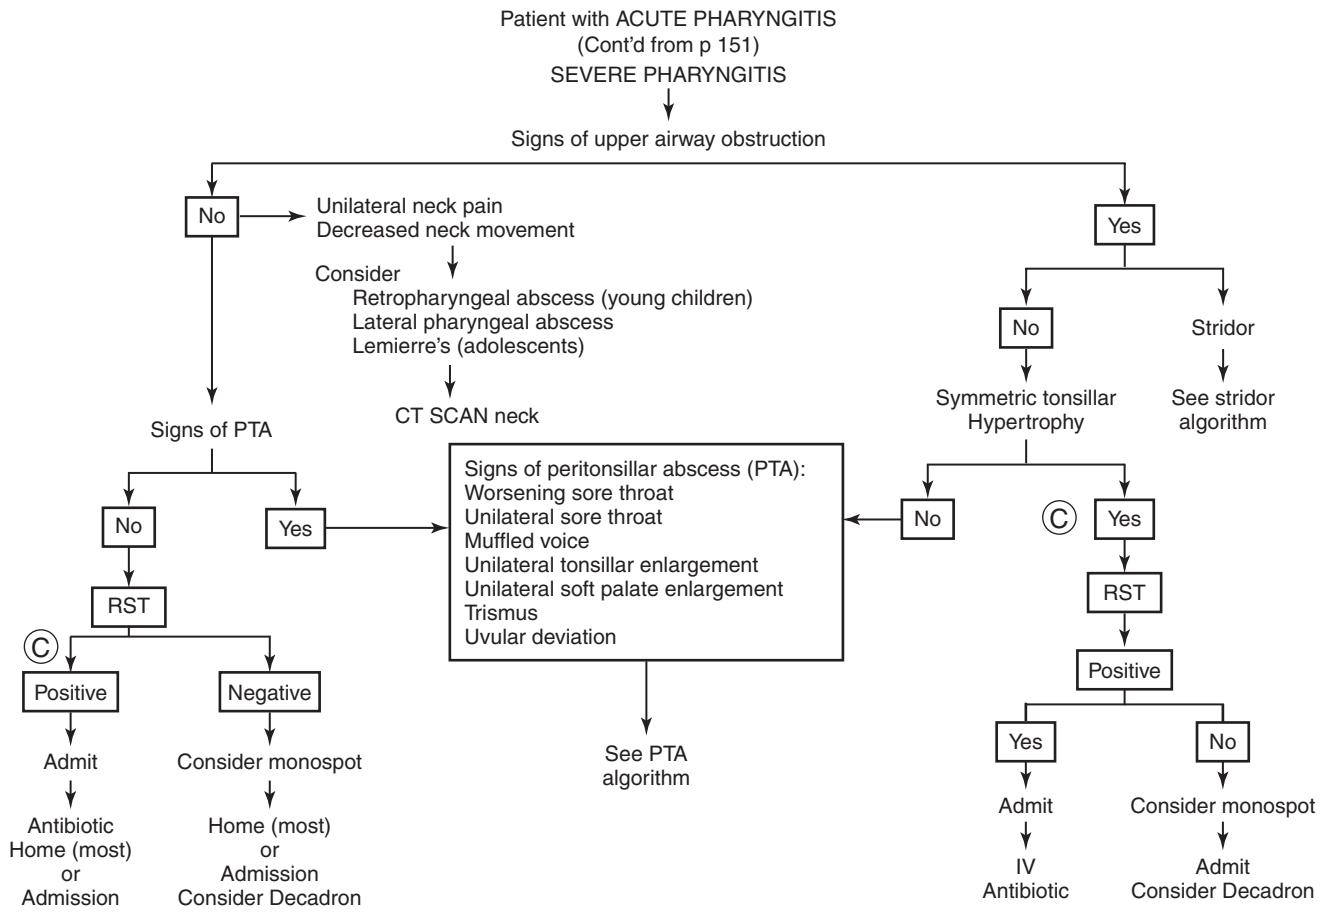 Patient with ACUTE PHARYNGITIS
(Cont'd from p 151)
SEVERE PHARYNGITIS
Signs of upper airway obstruction
No
Unilateral neck pain
Decreased neck movement
Consider
Retropharyngeal abscess (young children)
Lateral pharyngeal abscess
Lemierre's (adolescents)
CT SCAN neck
Yes
No
Stridor
Symmetric tonsillar
Hypertrophy
See stridor
algorithm
Signs of PTA
No
Yes
Signs of peritonsillar abscess (PTA):
Worsening sore throat
Unilateral sore throat
Muffled voice
Unilateral tonsillar enlargement
Unilateral soft palate enlargement
Trismus
Uvular deviation
See PTA
algorithm
No
C
Yes
RST
C
Positive
Negative
Admit
Consider monospot
Antibiotic
Home (most)
or
Admission
Home (most)
or
Admission
Consider Decadron
RST
Positive
Yes
No
Admit
Consider monospot
IV
Antibiotic
Admit
Consider Decadron